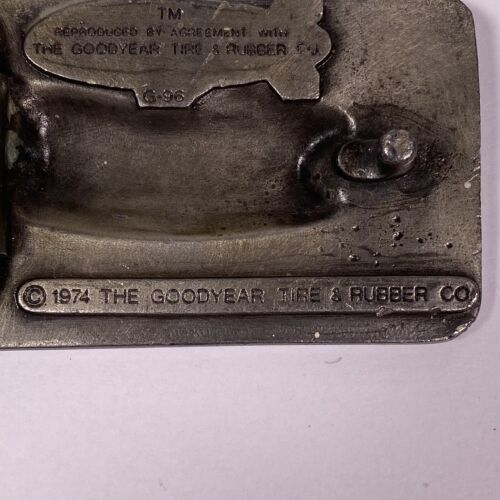 TM
REPRODUCED BY AGREEMENT WITH
THE GOODYEAR TIRE & RUBBER CO.
G-96
© 1974 THE GOODYEAR TIRE & RUBBER CO.